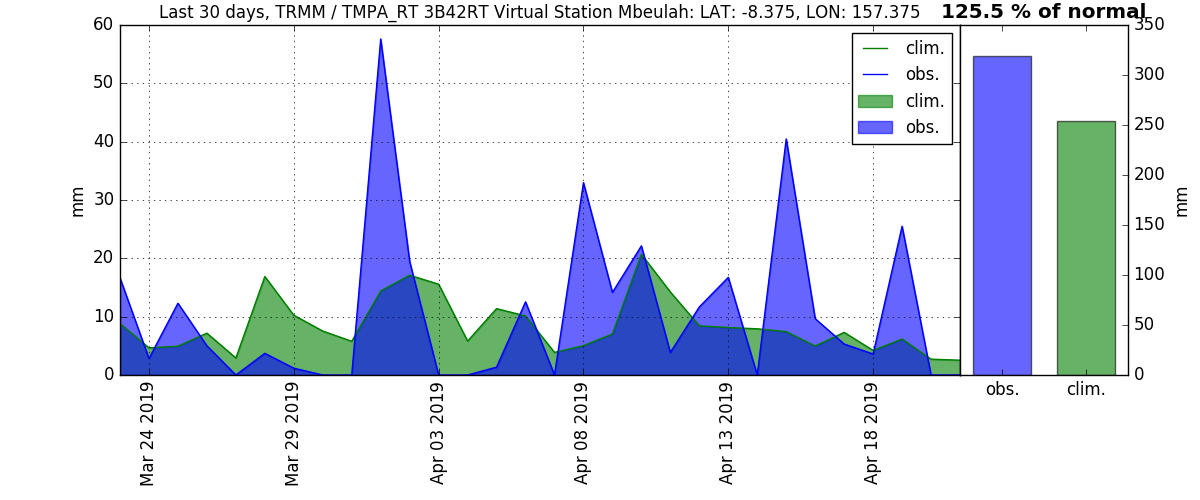 Last 30 days, TRMM / TMPA_RT 3B42RT Virtual Station Mbeulah: LAT: -8.375, LON: 157.375
125.5 % of normal
60
50
40
30
20
10
0
mm
clim.
obs.
clim.
obs.
Mar 24 2019
Mar 29 2019
Apr 03 2019
Apr 08 2019
Apr 13 2019
Apr 18 2019
350
300
250
200
150
100
50
0
mm
obs.
clim.